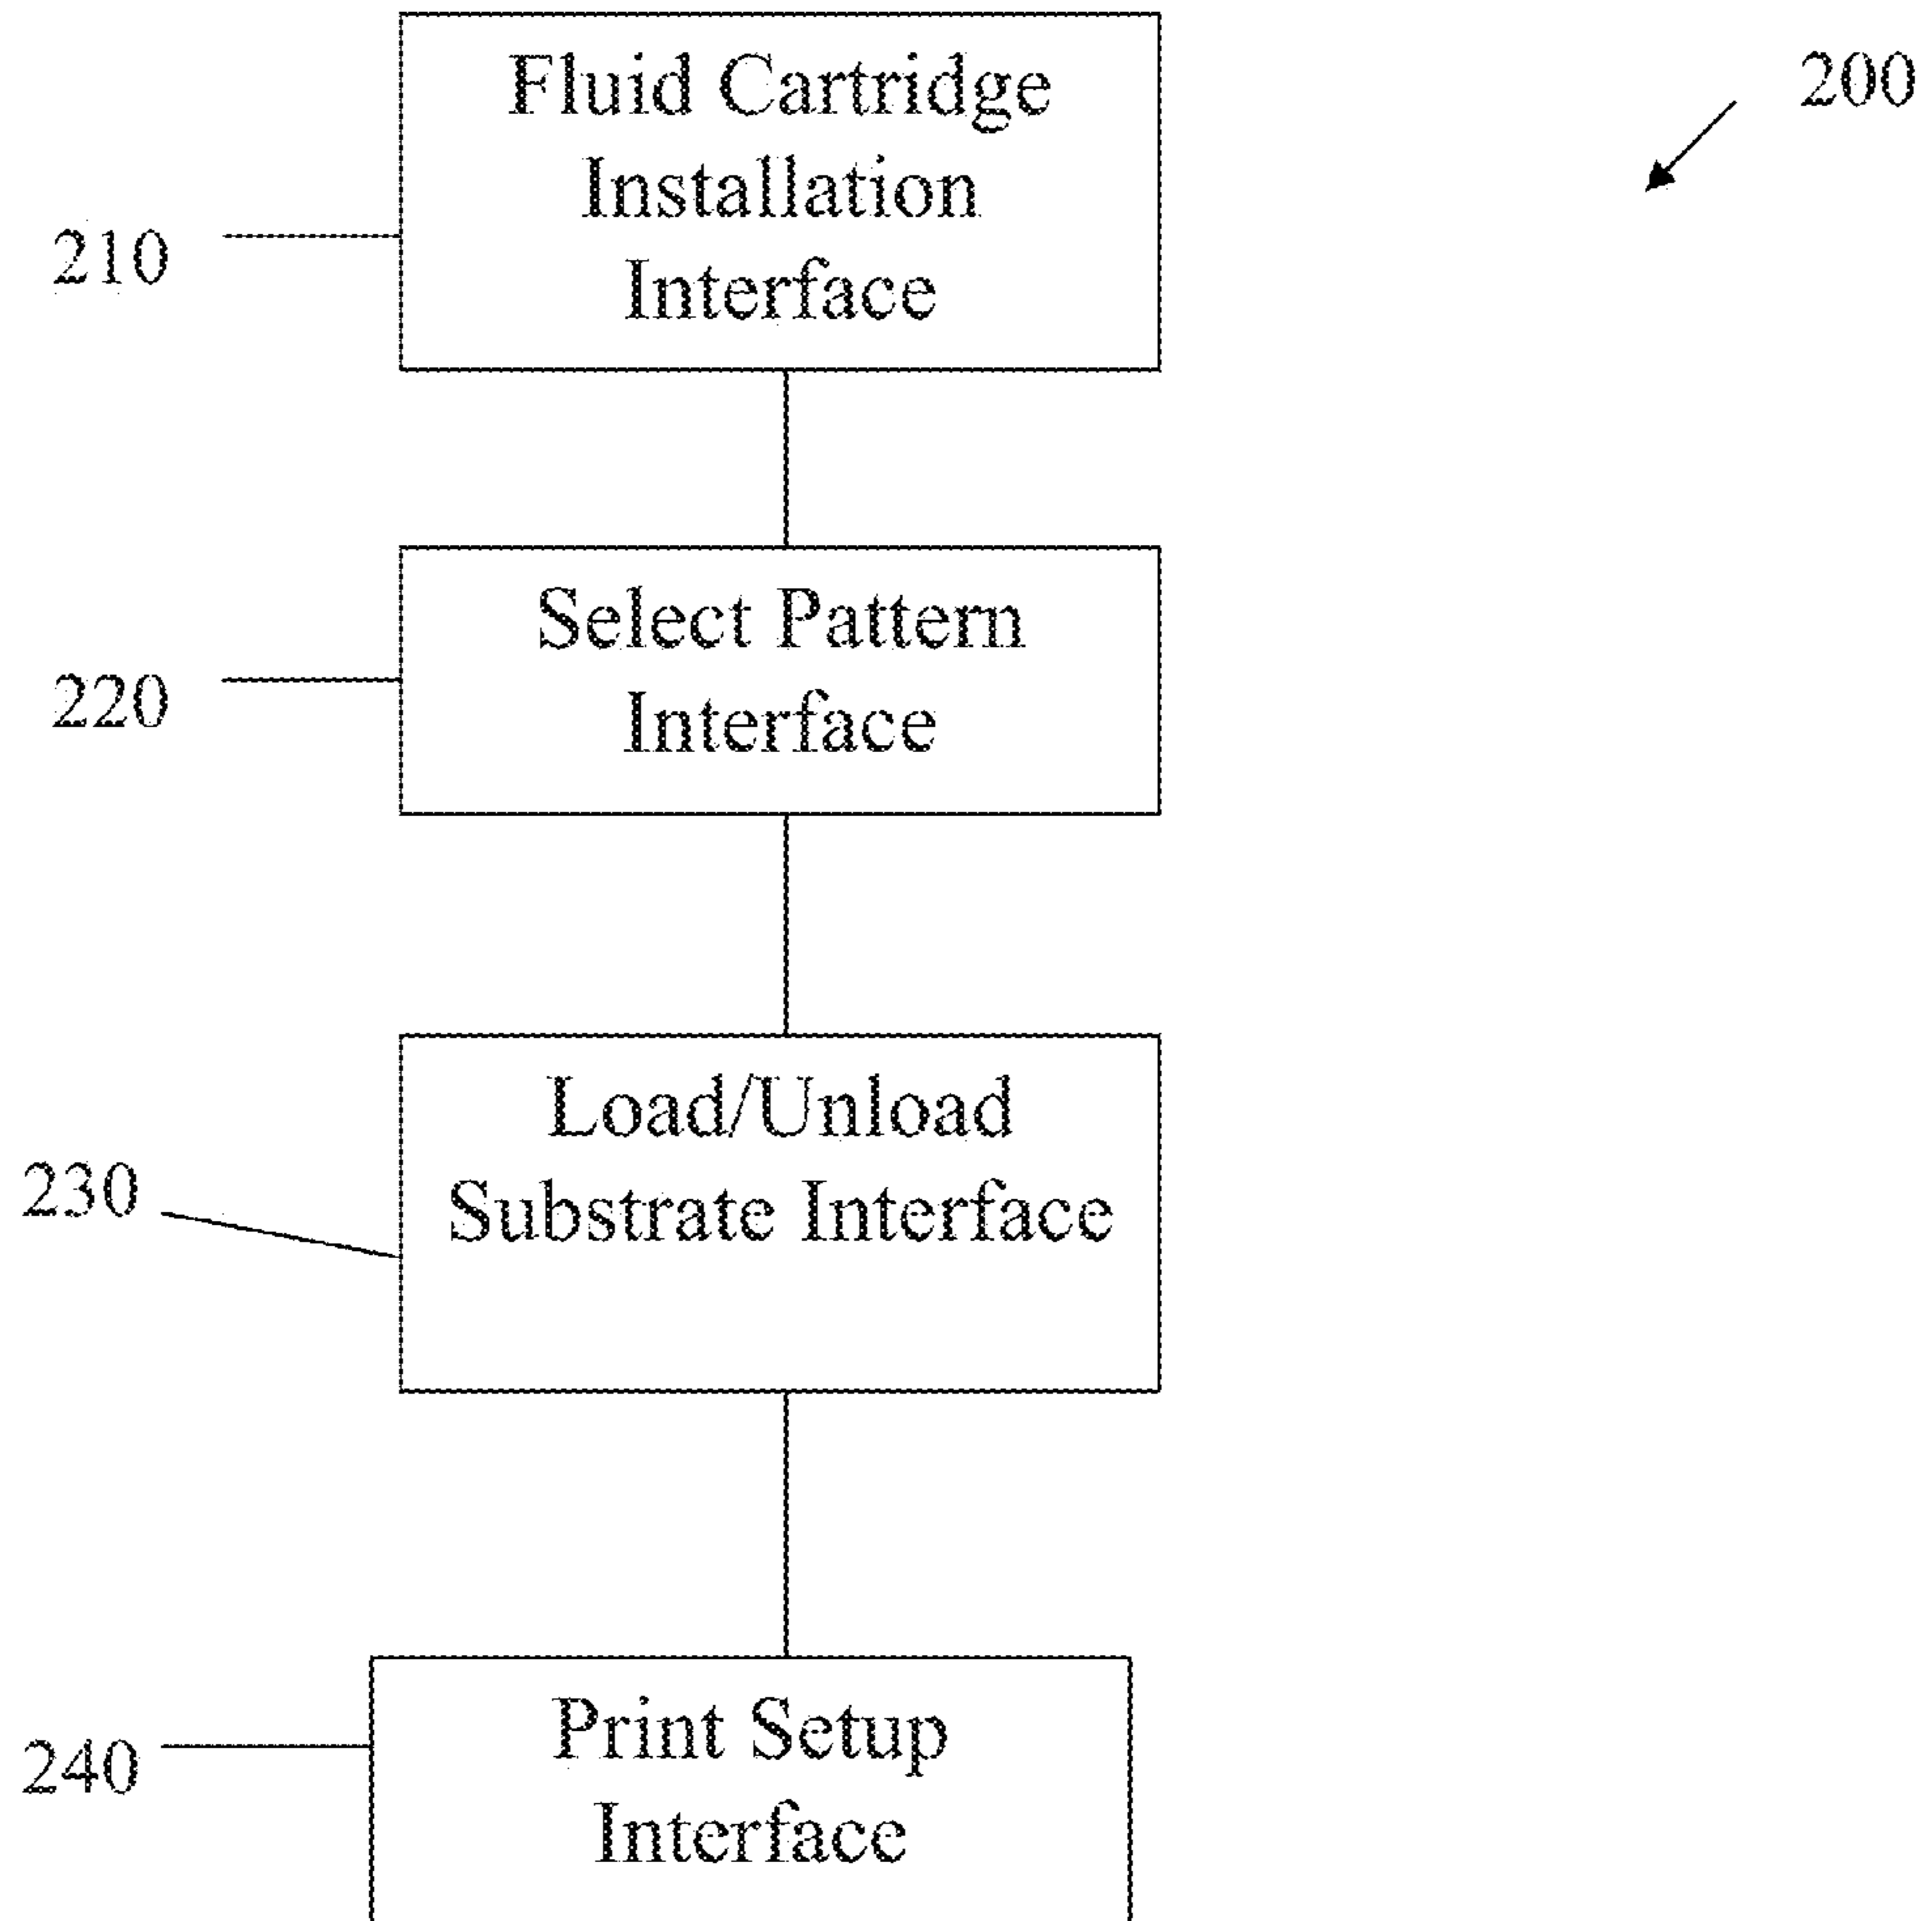 Fluid Cartridge
Installation
Interface
200
210
Select Pattern
Interface
220
Load/Unload
Substrate Interface
230
Print Setup
Interface
240